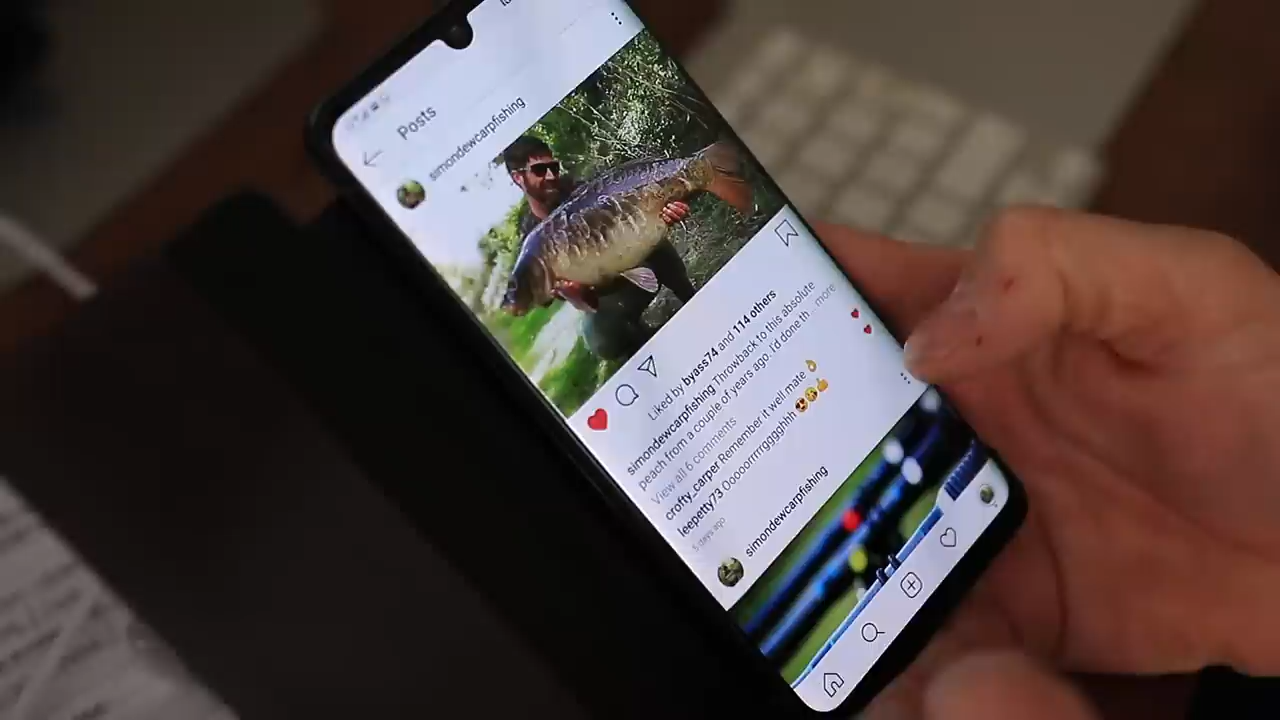 Posts
simondewcarpfishing
Liked by byass74 and 114 others
simondewcarpfishing Throwback to this absolute
peach from a couple of years ago. I'd done th... more
View all 6 comments
crofty_carper Remember it well mate 👌
leepetty73 Ooooorrrrrggggghhh 😍😘👍
5 days ago
simondewcarpfishing